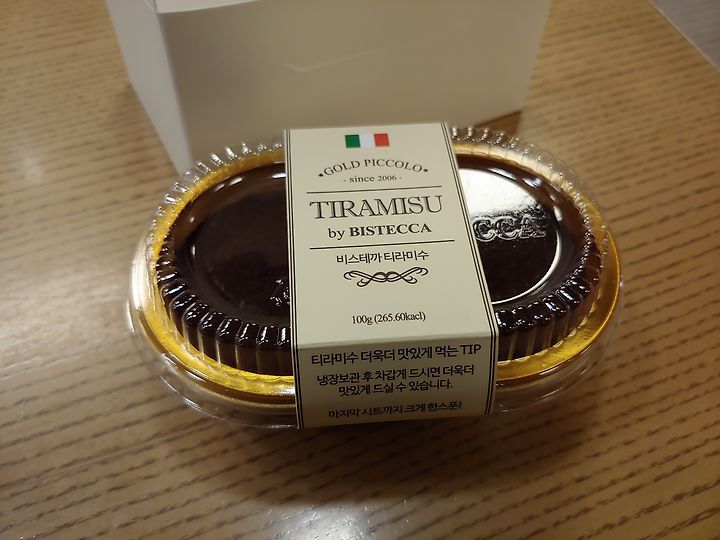 ★GOLD PICCOLO★
- since 2006 -
TIRAMISU
by BISTECCA
비스테까 티라미수
100g (265.60kacl)
티라미수 더욱더 맛있게 먹는 TIP
냉장보관 후 차갑게 드시면 더욱더
맛있게 드실 수 있습니다.
마지막 시트까지 크게 한스푼!